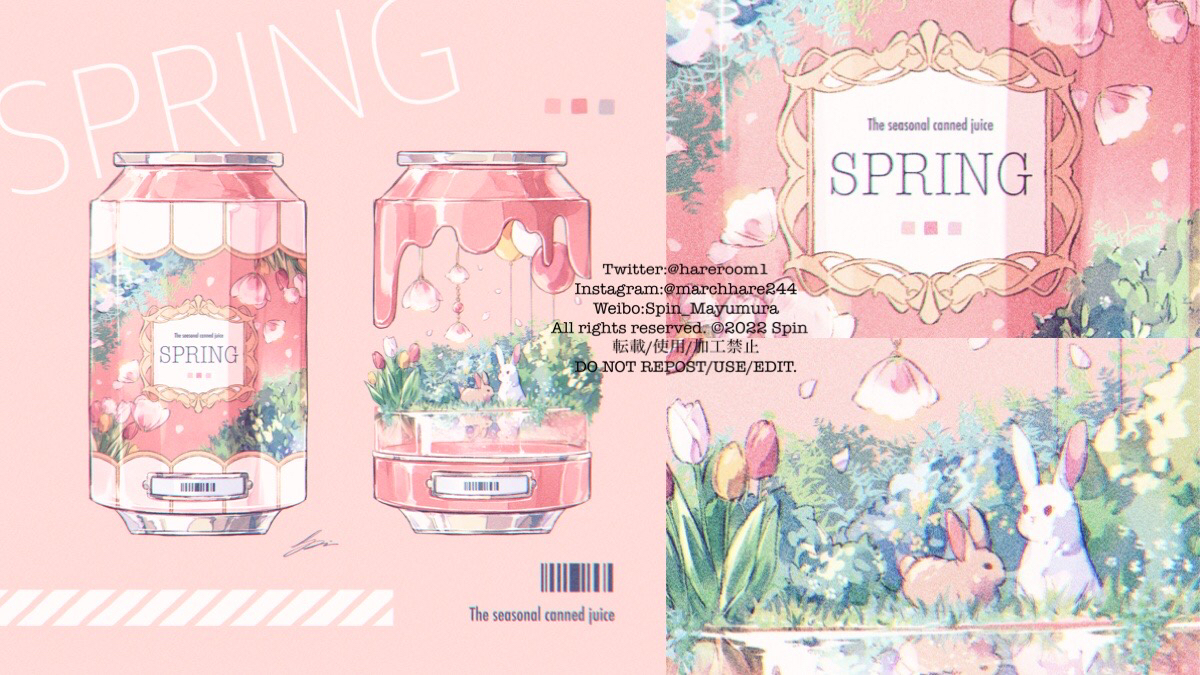 SPRING
The seasonal canned juice
SPRING
The seasonal canned juice
The seasonal canned juice
SPRING
Twitter:@hareroom1
Instagram:@marchhare244
Weibo:Spin_Mayumura
All rights reserved. ©2022 Spin
転載/使用/加工禁止
DO NOT REPOST/USE/EDIT.